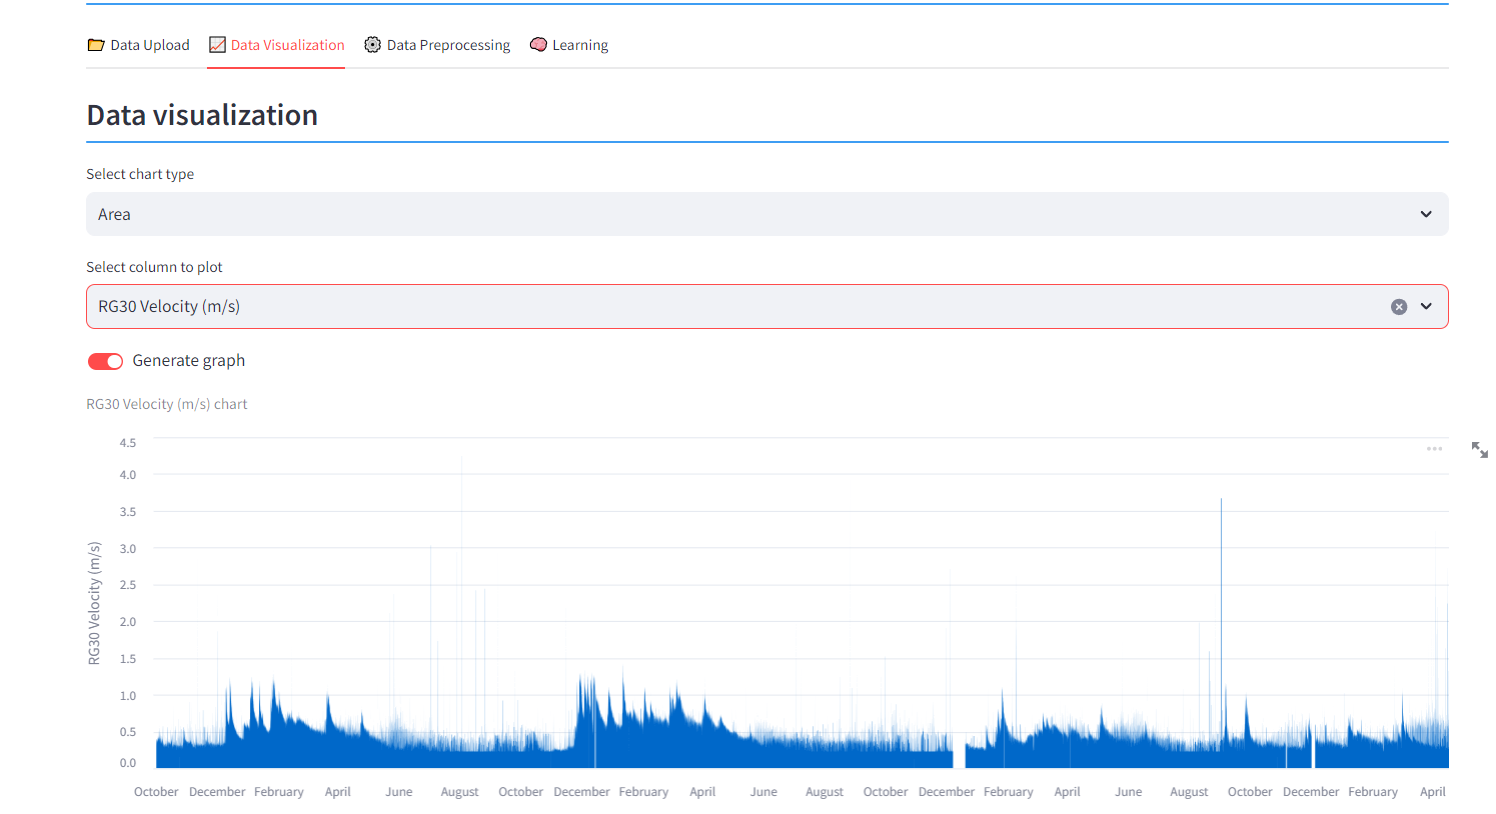 Data Upload Data Visualization Data Preprocessing Learning
Data visualization
Select chart type
Area
Select column to plot
RG30 Velocity (m/s)
Generate graph
RG30 Velocity (m/s) chart
RG30 Velocity (m/s)
4.5
4.0
3.5
3.0
2.5
2.0
1.5
1.0
0.5
0.0
October December February April June August October December February April June August October December February April June August October December February April